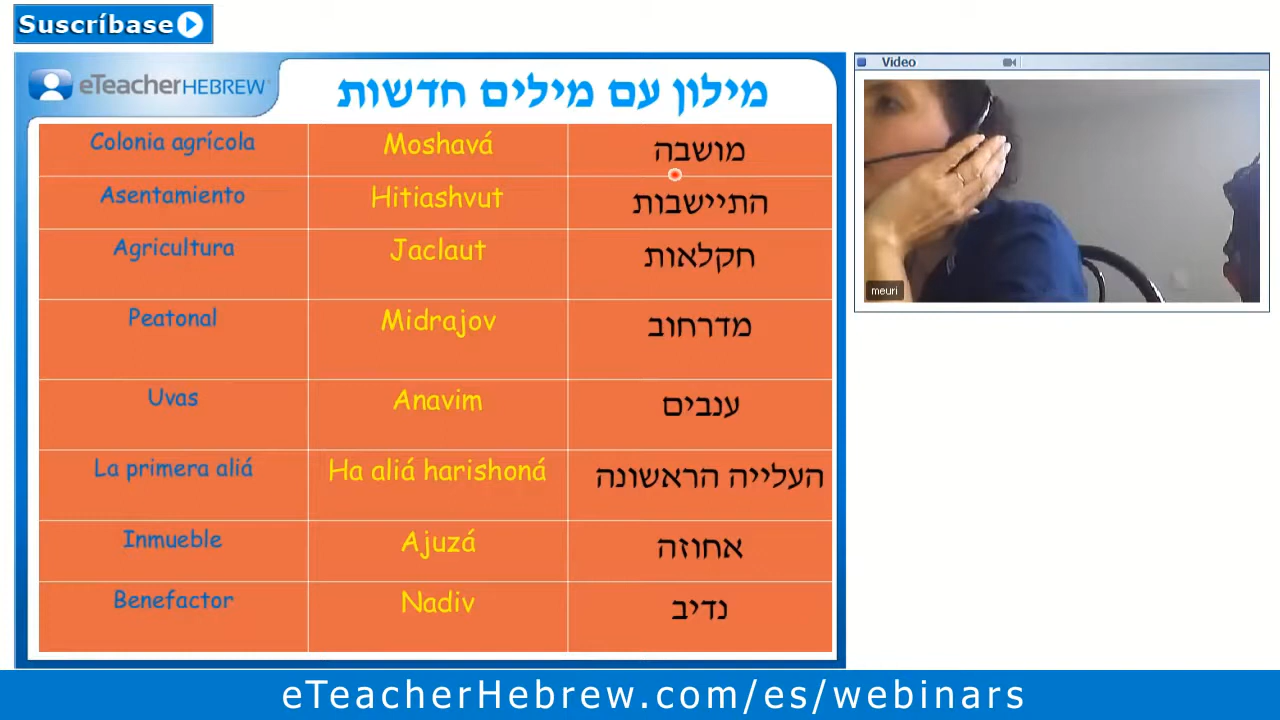 Suscríbase
eTeacherHEBREW
מילון עם מילים חדשות
Colonia agrícola Moshavá מושבה
Asentamiento Hitiashvut התיישבות
Agricultura Jaclaut חקלאות
Peatonal Midrajov מדרחוב
Uvas Anavim ענבים
La primera aliá Ha aliá harishoná העלייה הראשונה
Inmueble Ajuzá אחוזה
Benefactor Nadiv נדיב
Video
meuri
eTeacherHebrew.com/es/webinars